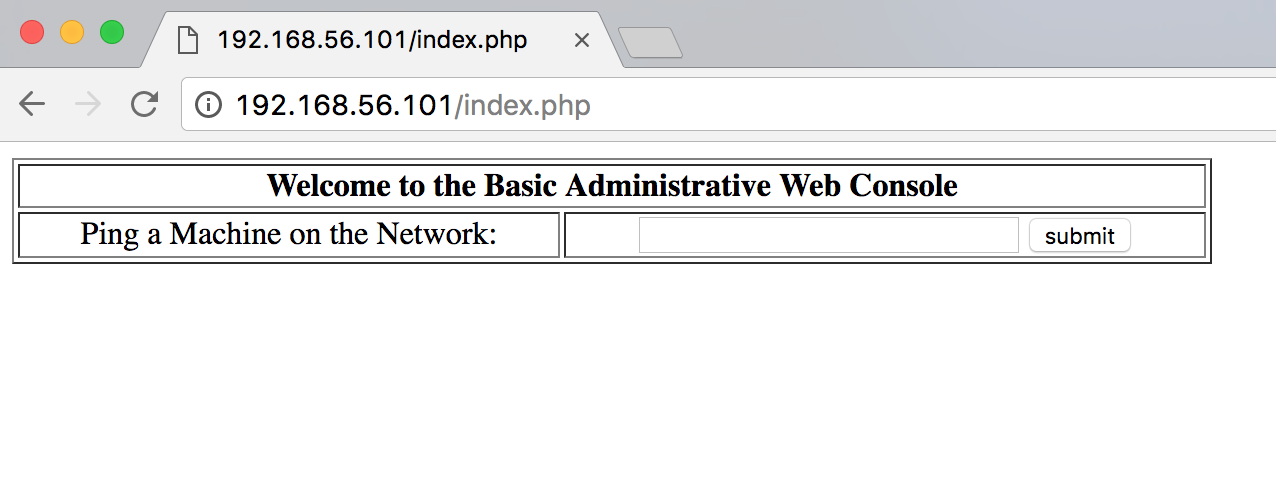 192.168.56.101/index.php
192.168.56.101/index.php
Welcome to the Basic Administrative Web Console
Ping a Machine on the Network: submit